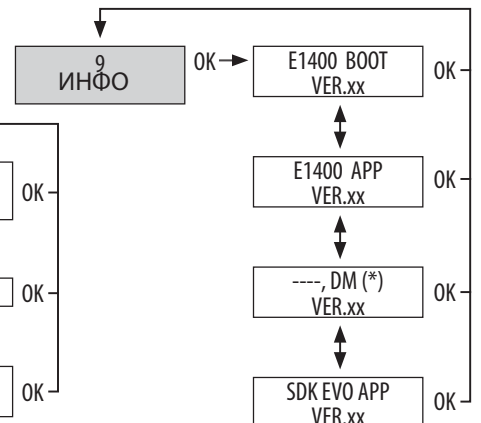 9
ИНФО
OK
E1400 BOOT
VER.xx
OK
E1400 APP
VER.xx
OK
OK
----, DM (*)
VER.xx
OK
OK
SDK EVO APP
VER.xx
OK
OK